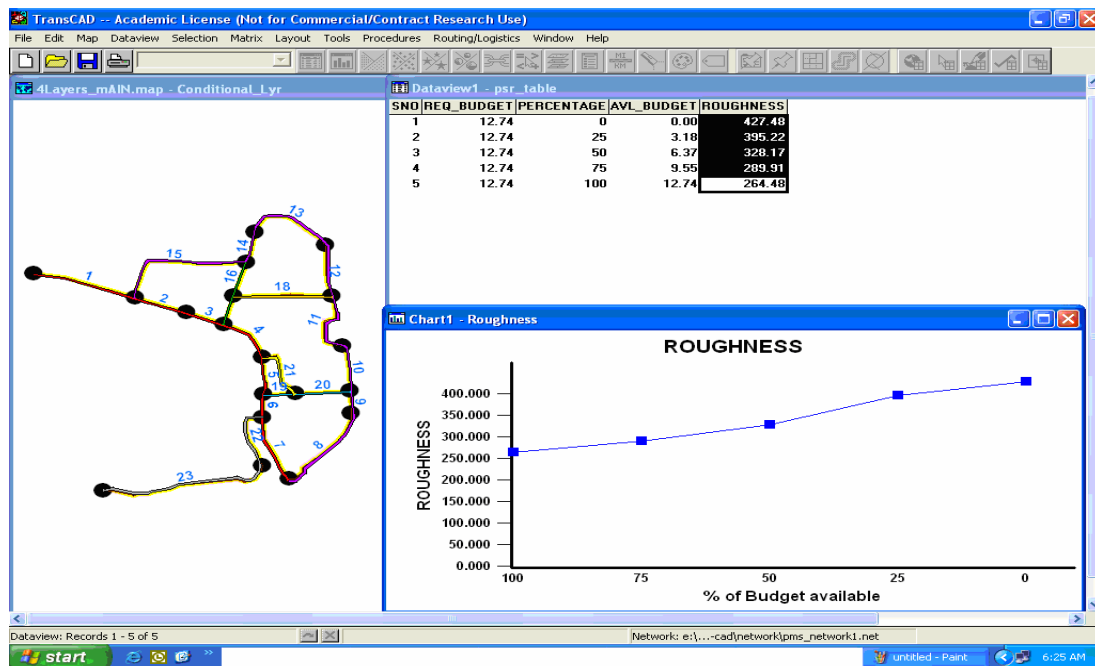 TransCAD -- Academic License (Not for Commercial/Contract Research Use)
File Edit Map Dataview Selection Matrix Layout Tools Procedures Routing/Logistics Window Help
MI
KM
4Layers_mAIN.map - Conditional_Lyr
1
2
3
4
5
6
7
8
9
10
11
12
13
14
15
16
18
19
20
21
22
23
Dataview1 - psr_table
SNO REQ_BUDGET PERCENTAGE AVL_BUDGET ROUGHNESS
1 12.74 0 0.00 427.48
2 12.74 25 3.18 395.22
3 12.74 50 6.37 328.17
4 12.74 75 9.55 289.91
5 12.74 100 12.74 264.48
Chart1 - Roughness
ROUGHNESS
ROUGHNESS
400.000
350.000
300.000
250.000
200.000
150.000
100.000
50.000
0.000
100 75 50 25 0
% of Budget available
Dataview: Records 1 - 5 of 5
Network: e:\...-cad\network\pms_network1.net
start
untitled - Paint
6:25 AM